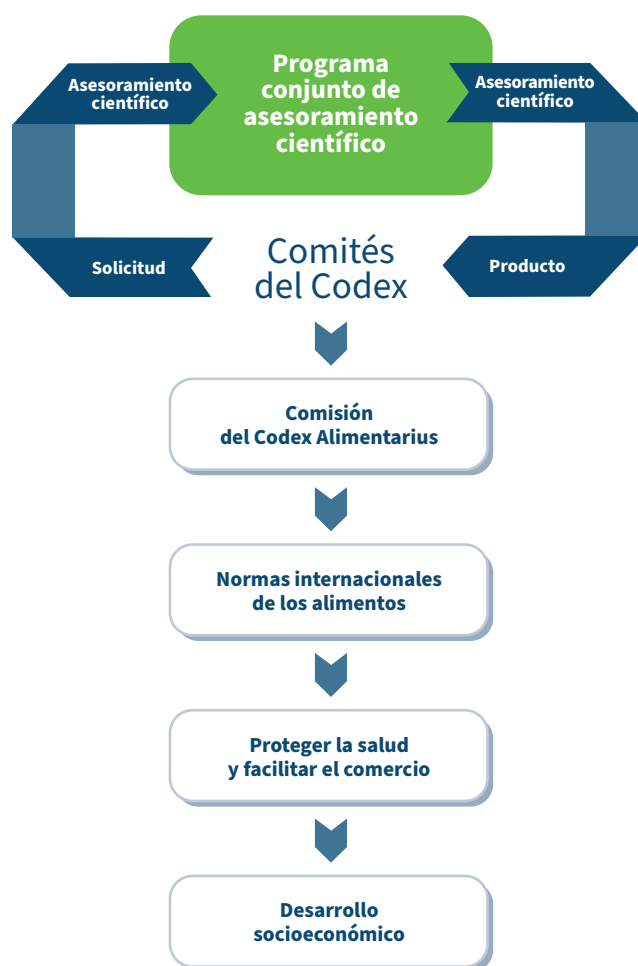 Asesoramiento
científico
Programa
conjunto de
asesoramiento
científico
Asesoramiento
científico
Solicitud
Comités
del Codex
Producto
Comisión
del Codex Alimentarius
Normas internacionales
de los alimentos
Proteger la salud
y facilitar el comercio
Desarrollo
socioeconómico